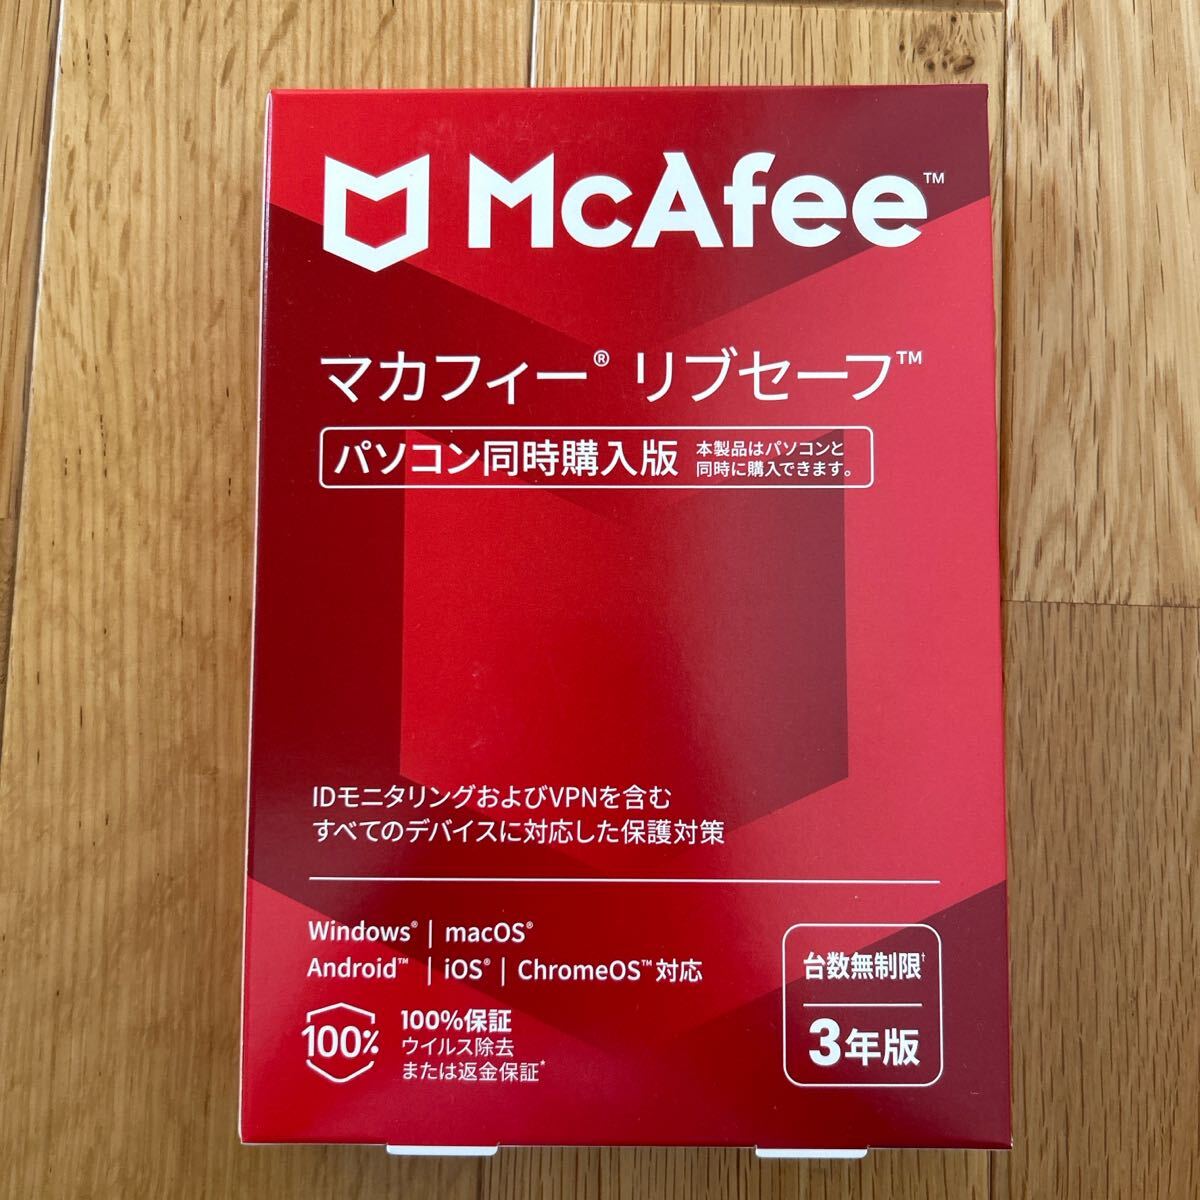 McAfee™
マカフィー® リブセーフ™
パソコン同時購入版 本製品はパソコンと
同時に購入できます。
IDモニタリングおよびVPNを含む
すべてのデバイスに対応した保護対策
Windows® | macOS®
Android™ | iOS® | ChromeOS™ 対応
100% 100%保証
ウイルス除去
または返金保証*
台数無制限†
3年版